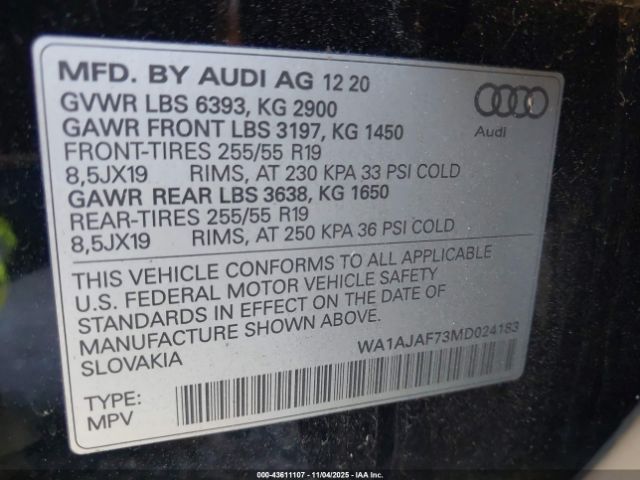 MFD. BY AUDI AG 12 20
GVWR LBS 6393, KG 2900
GAWR FRONT LBS 3197, KG 1450
FRONT-TIRES 255/55 R19
8,5JX19 RIMS, AT 230 KPA 33 PSI COLD
GAWR REAR LBS 3638, KG 1650
REAR-TIRES 255/55 R19
8,5JX19 RIMS, AT 250 KPA 36 PSI COLD
Audi
THIS VEHICLE CONFORMS TO ALL APPLICABLE
U.S. FEDERAL MOTOR VEHICLE SAFETY
STANDARDS IN EFFECT ON THE DATE OF
MANUFACTURE SHOWN ABOVE.
SLOVAKIA
WA1AJAF73MD024183
TYPE:
MPV
000-43611107 - 11/04/2025 - IAAI, Inc.